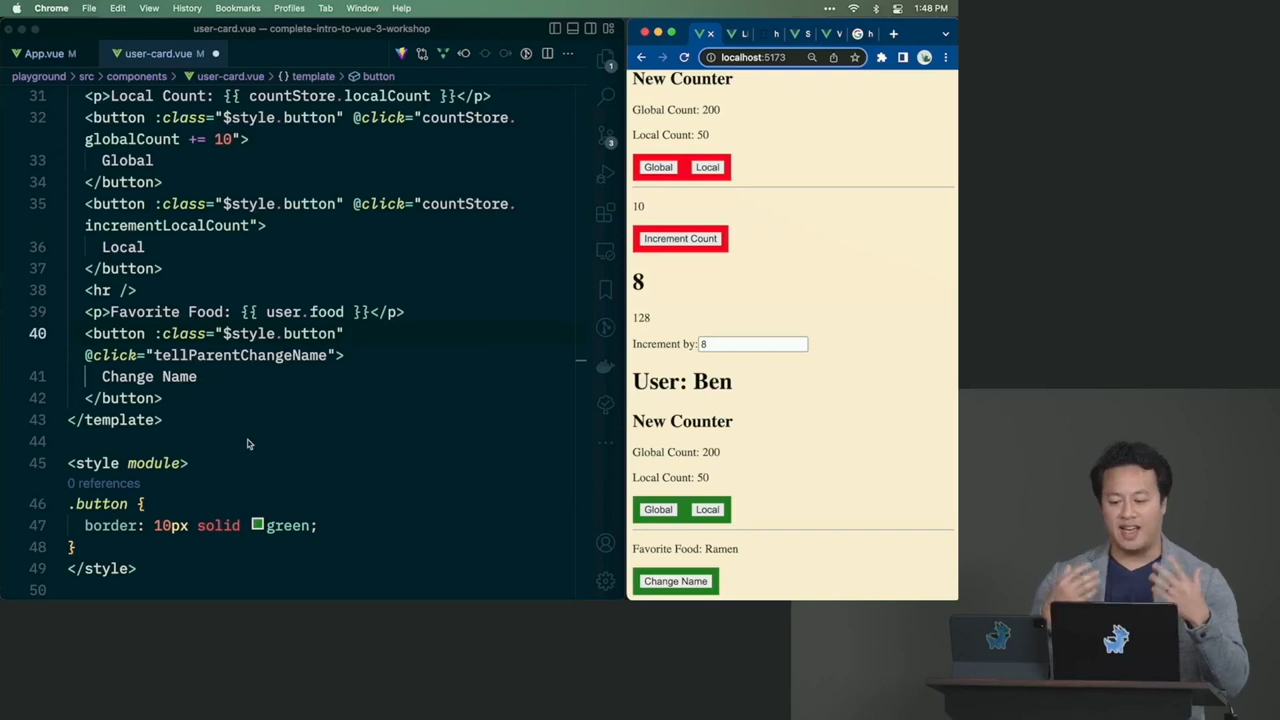 Chrome File Edit View History Bookmarks Profiles Tab Window Help 1:48 PM
user-card.vue — complete-intro-to-vue-3-workshop
App.vue M user-card.vue M
playground > src > components > user-card.vue > {} template > button
31 <p>Local Count: {{ countStore.localCount }}</p>
32 <button :class="$style.button" @click="countStore.
globalCount += 10">
33 Global
34 </button>
35 <button :class="$style.button" @click="countStore.
incrementLocalCount">
36 Local
37 </button>
38 <hr />
39 <p>Favorite Food: {{ user.food }}</p>
40 <button :class="$style.button"
@click="tellParentChangeName">
41 Change Name
42 </button>
43 </template>
44
45 <style module>
0 references
46 .button {
47 border: 10px solid green;
48 }
49 </style>
50
1
3
localhost:5173
New Counter
Global Count: 200
Local Count: 50
Global Local
10
Increment Count
8
128
Increment by: 8
User: Ben
New Counter
Global Count: 200
Local Count: 50
Global Local
Favorite Food: Ramen
Change Name